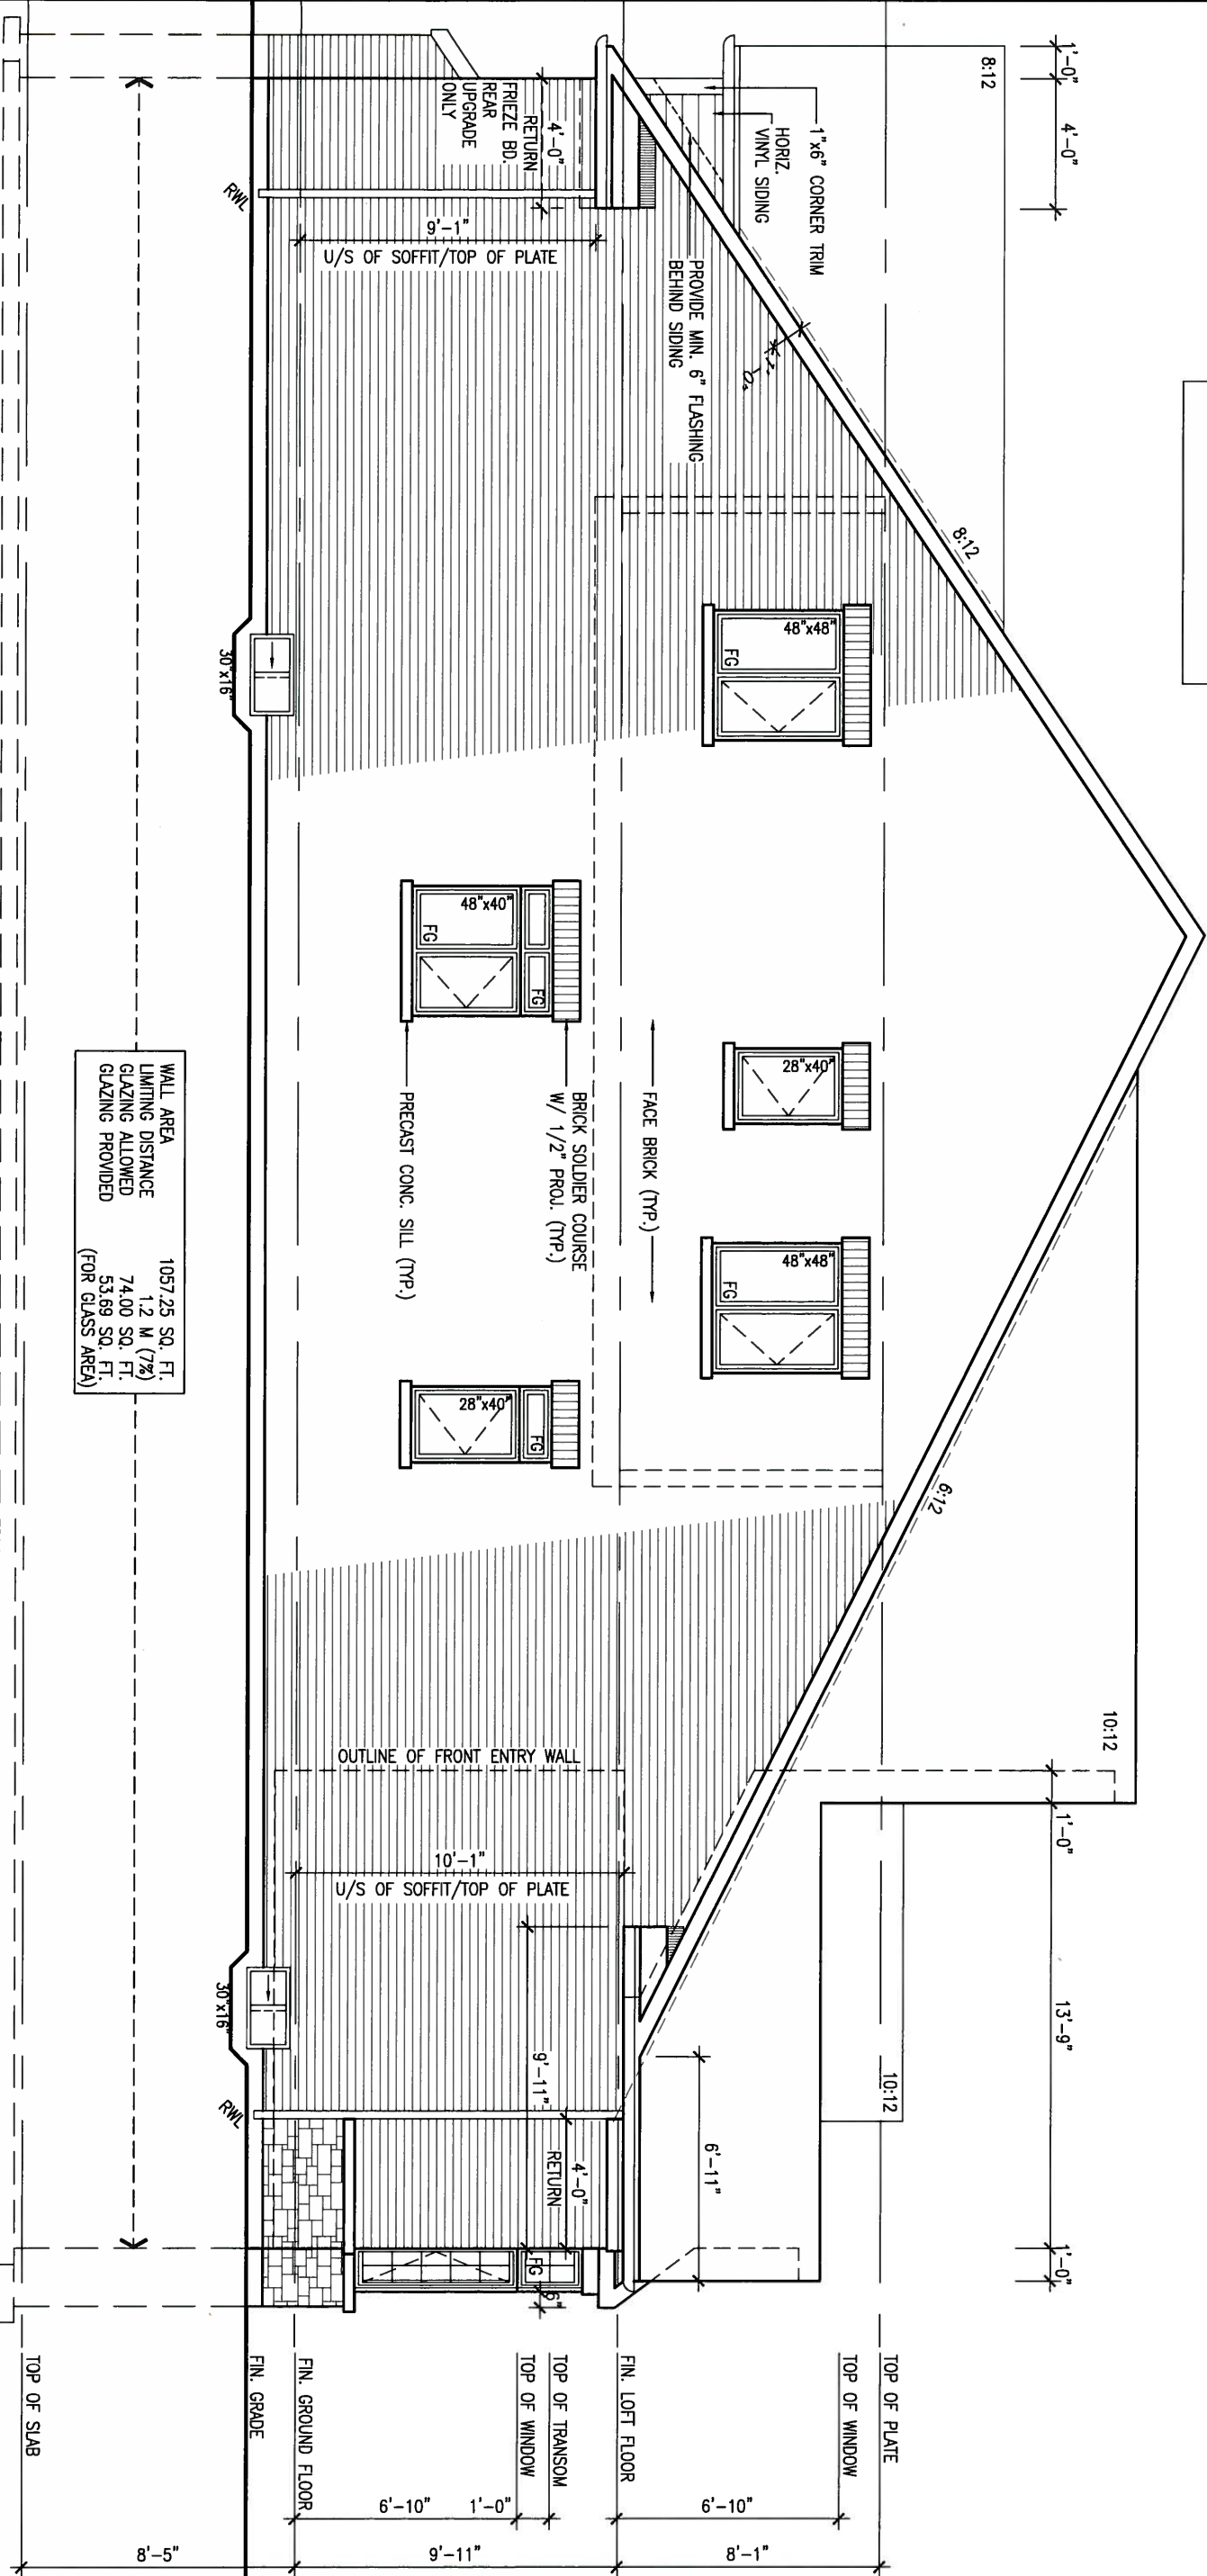 1'-0"
4'-0"
8:12
1"x6" CORNER TRIM
HORIZ.
VINYL SIDING
PROVIDE MIN. 6" FLASHING
BEHIND SIDING
1'-0"
8:12
4'-0"
RETURN
FRIEZE BD.
REAR
UPGRADE
ONLY
RWL
9'-1"
U/S OF SOFFIT/TOP OF PLATE
48"x48"
FG
30"x16"
48"x40"
FG
FG
28"x40"
48"x48"
FG
FACE BRICK (TYP.)
BRICK SOLDIER COURSE
W/ 1/2" PROJ. (TYP.)
PRECAST CONC. SILL (TYP.)
28"x40"
FG
6:12
WALL AREA 1057.25 SQ. FT.
LIMITING DISTANCE 1.2 M (7%)
GLAZING ALLOWED 74.00 SQ. FT.
GLAZING PROVIDED 53.69 SQ. FT.
(FOR GLASS AREA)
10:12
1'-0"
13'-9"
1'-0"
10:12
OUTLINE OF FRONT ENTRY WALL
10'-1"
U/S OF SOFFIT/TOP OF PLATE
6'-11"
9'-11"
4'-0"
RETURN
FG
6"
30"x16"
RWL
TOP OF PLATE
TOP OF WINDOW
FIN. LOFT FLOOR
TOP OF TRANSOM
TOP OF WINDOW
FIN. GROUND FLOOR
FIN. GRADE
TOP OF SLAB
6'-10"
1'-0"
6'-10"
8'-1"
9'-11"
8'-5"